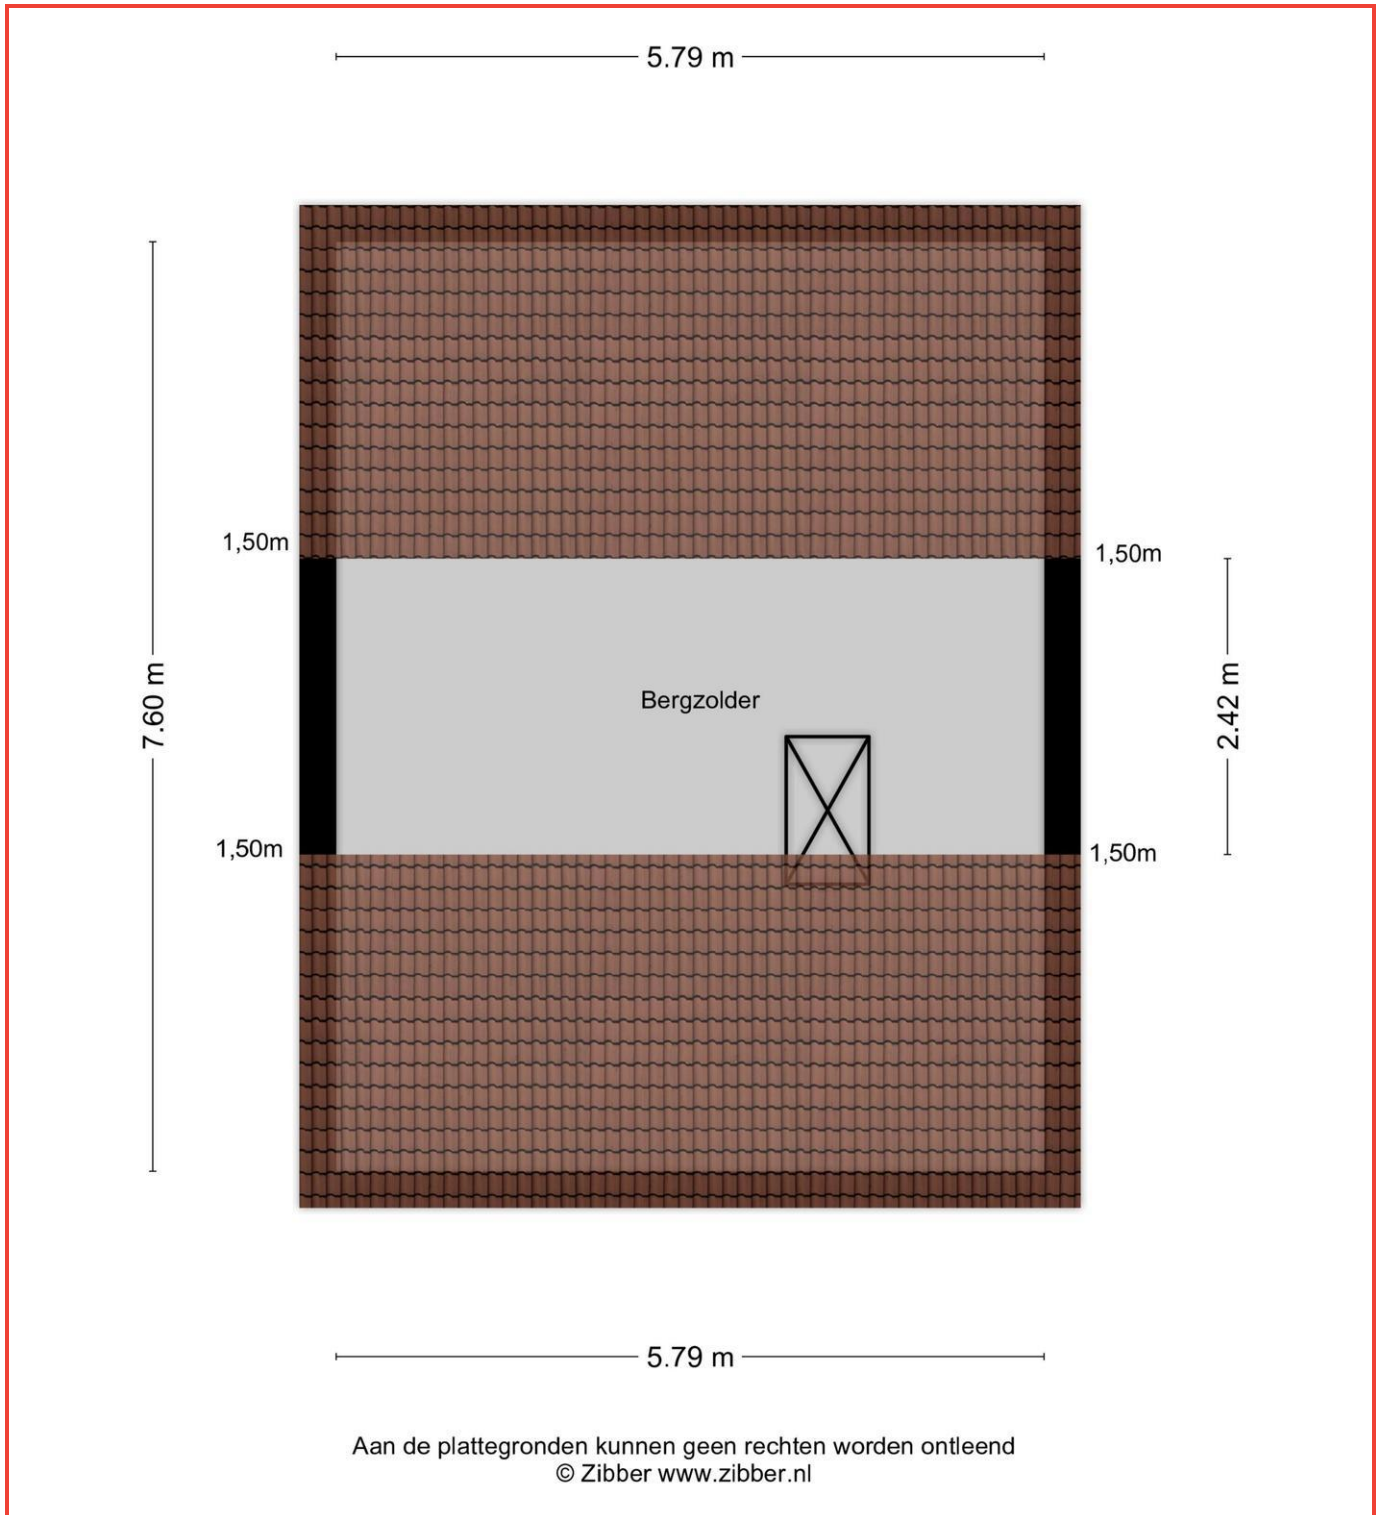 5.79 m
1,50m
1,50m
7.60 m
2.42 m
Bergzolder
1,50m
1,50m
5.79 m
Aan de plattegronden kunnen geen rechten worden ontleend
© Zibber www.zibber.nl